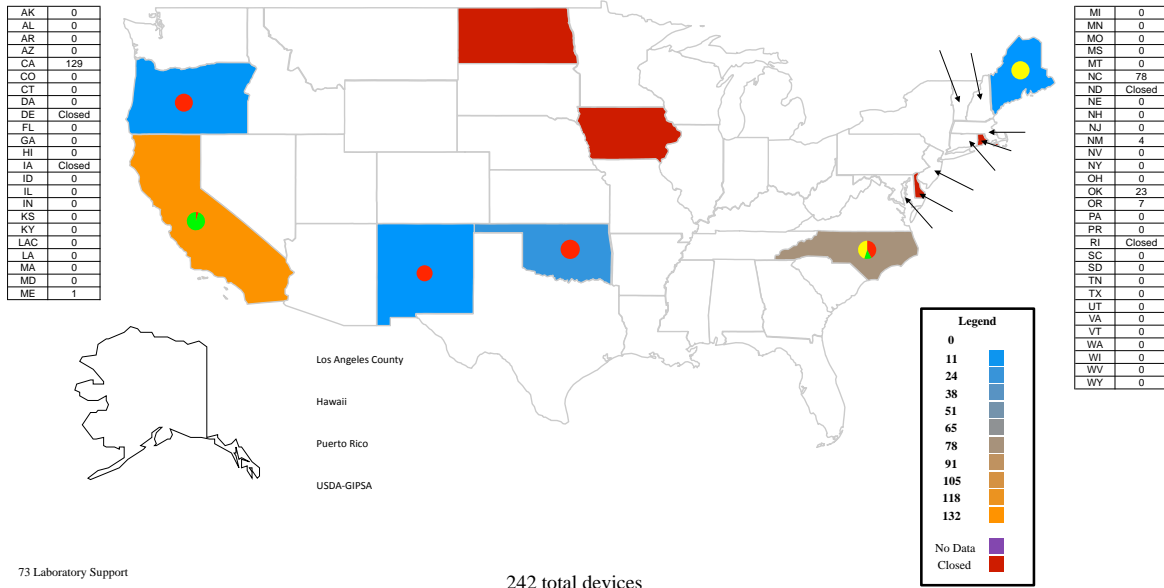 AK 0
AL 0
AR 0
AZ 0
CA 129
CO 0
CT 0
DA 0
DE Closed
FL 0
GA 0
HI 0
IA Closed
ID 0
IL 0
IN 0
KS 0
KY 0
LAC 0
LA 0
MA 0
MD 0
ME 1
MI 0
MN 0
MO 0
MS 0
MT 0
NC 78
ND Closed
NE 0
NH 0
NJ 0
NM 4
NV 0
NY 0
OH 0
OK 23
OR 7
PA 0
PR 0
RI Closed
SC 0
SD 0
TN 0
TX 0
UT 0
VA 0
VT 0
WA 0
WI 0
WV 0
WY 0
Los Angeles County
Hawaii
Puerto Rico
USDA-GIPSA
Legend
0
11
24
38
51
65
78
91
105
118
132
No Data
Closed
73 Laboratory Support
242 total devices